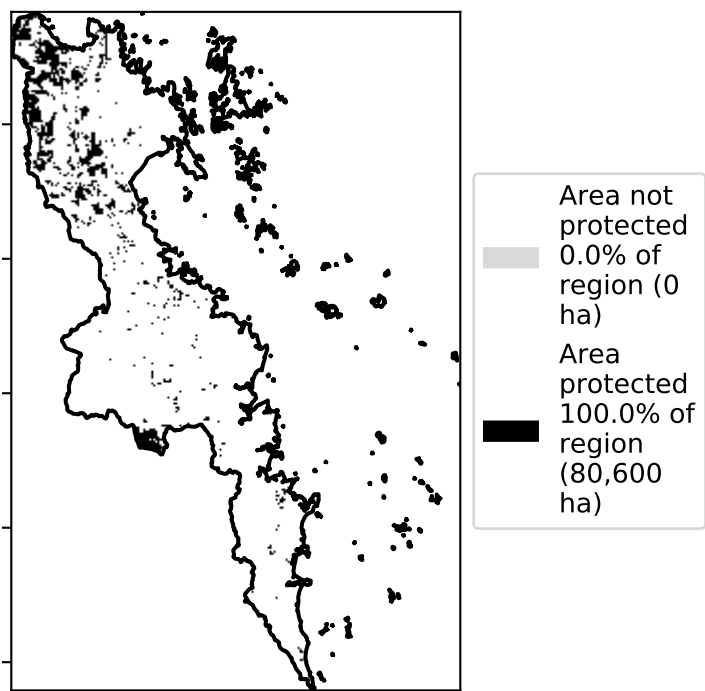 Area not
protected
0.0% of
region (0
ha)
Area
protected
100.0% of
region
(80,600
ha)